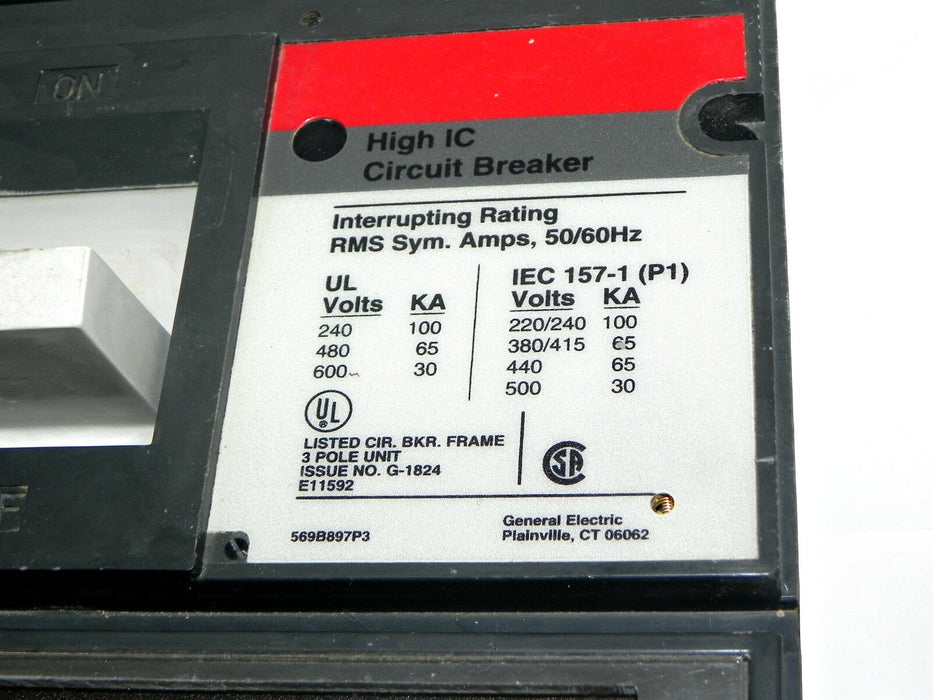 ON
High IC
Circuit Breaker
Interrupting Rating
RMS Sym. Amps, 50/60Hz
UL
Volts KA
240 100
480 65
600 30
IEC 157-1 (P1)
Volts KA
220/240 100
380/415 65
440 65
500 30
UL
®
LISTED CIR. BKR. FRAME
3 POLE UNIT
ISSUE NO. G-1824
E11592
SA
569B897P3
General Electric
Plainville, CT 06062
F